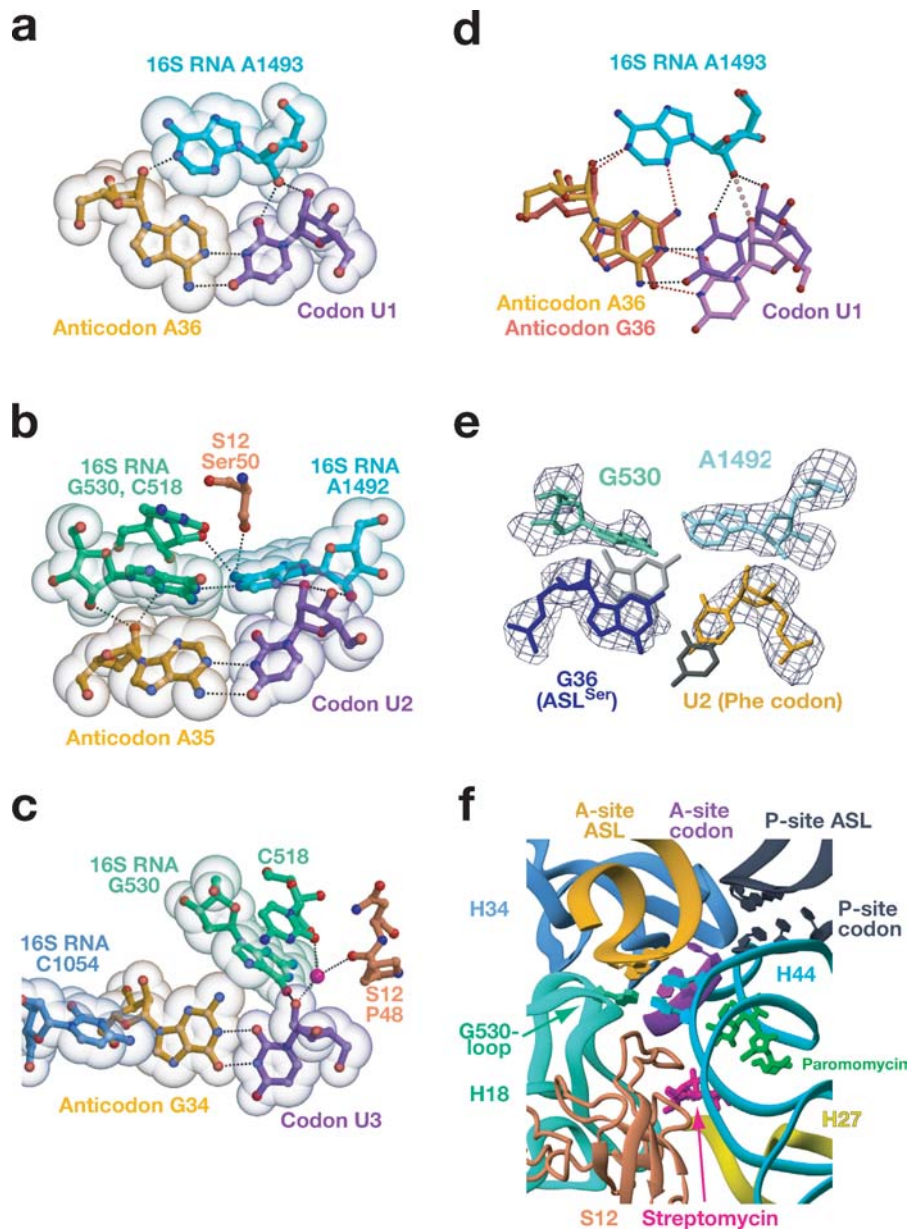 a
16S RNA A1493
Anticodon A36
Codon U1
b
S12
Ser50
16S RNA
G530, C518
16S RNA
A1492
Codon U2
Anticodon A35
c
C518
16S RNA
G530
16S RNA
C1054
S12
P48
Anticodon G34
Codon U3
d
16S RNA A1493
Anticodon A36
Anticodon G36
Codon U1
e
G530
A1492
G36
(ASLSer)
U2 (Phe codon)
f
A-site
ASL
A-site
codon
P-site ASL
H34
P-site
codon
H44
G530-
loop
Paromomycin
H18
H27
S12
Streptomycin